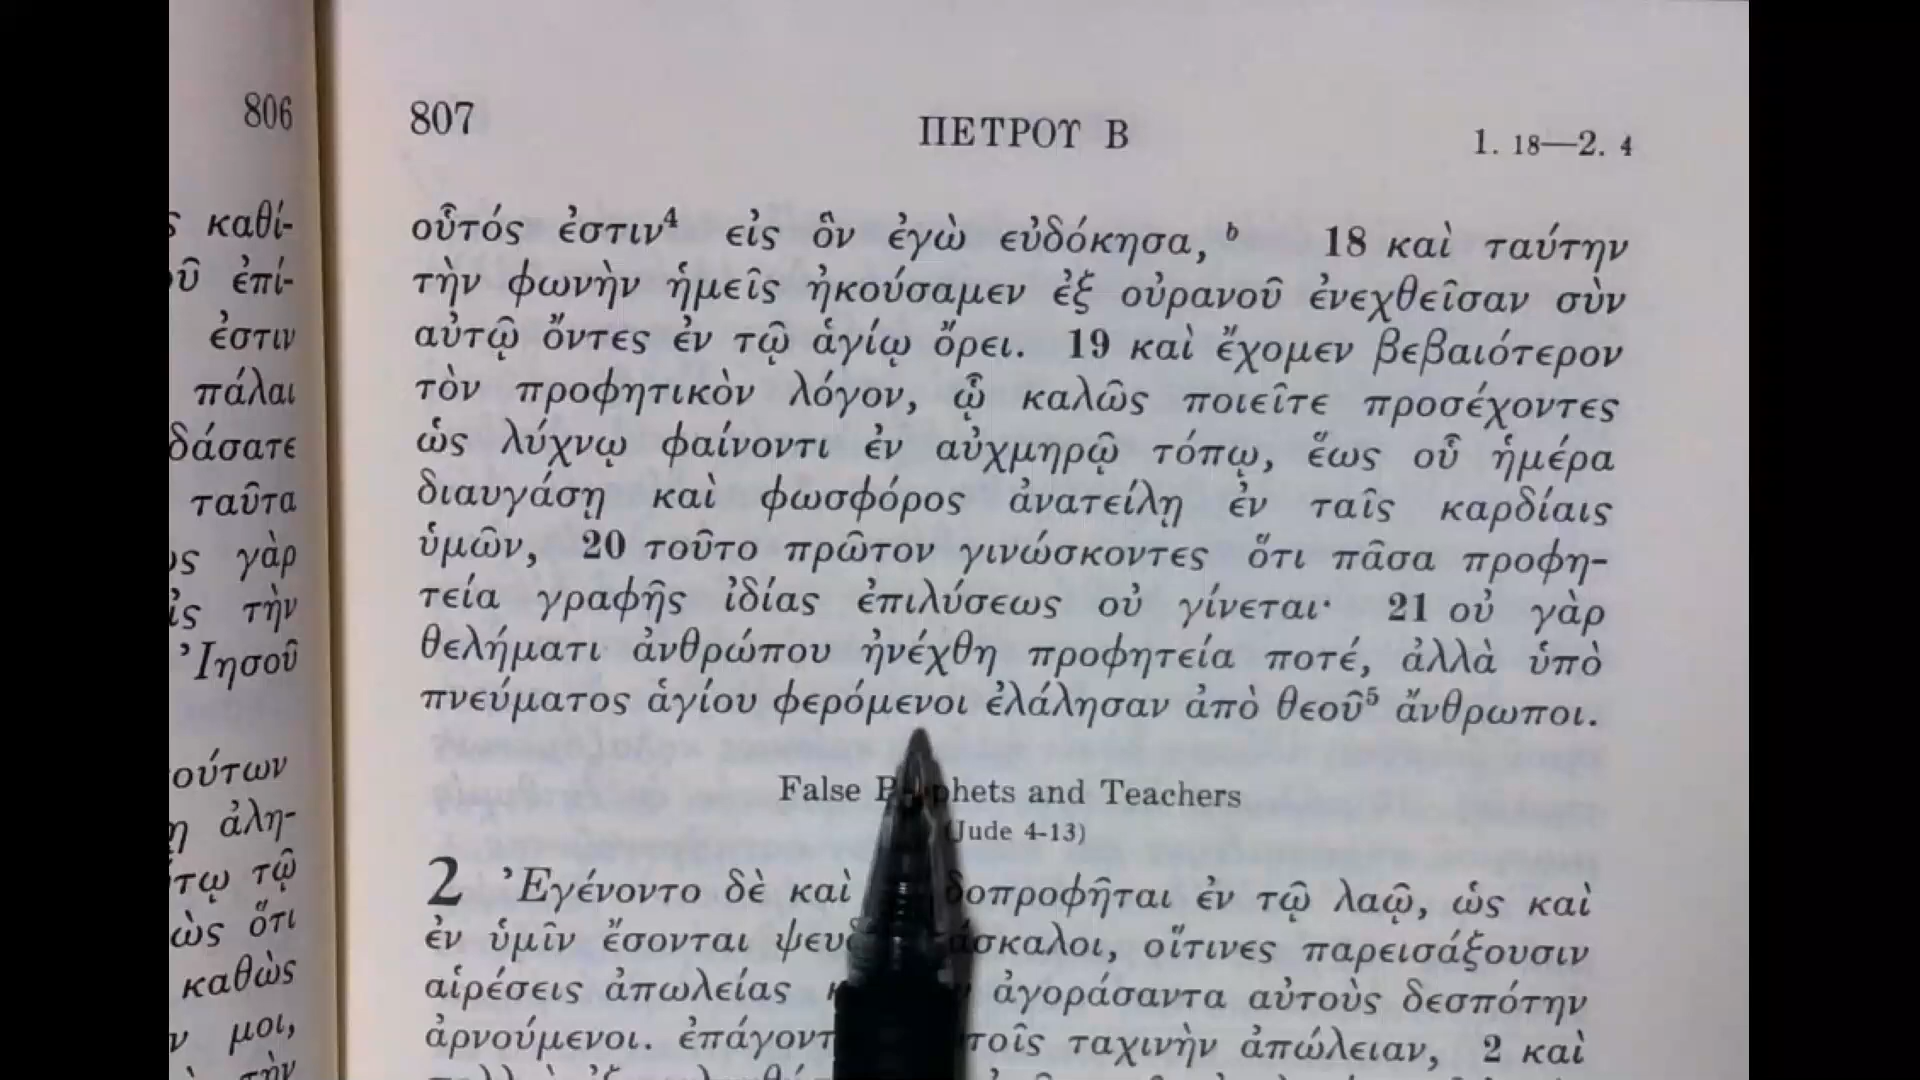 806
καθί-
ἐπί-
ἐστιν
πάλαι
δάσατε
ταῦτα
γὰρ
τὴν
Ἰησοῦ
ούτων
ἀλη-
τῷ
ὅτι
καθὼς
μοι,
τὴν
807 ΠΕΤΡΟΥ Β 1. 18—2. 4
οὗτός ἐστιν⁴ εἰς ὃν ἐγὼ εὐδόκησα, ᵇ 18 καὶ ταύτην
τὴν φωνὴν ἡμεῖς ἠκούσαμεν ἐξ οὐρανοῦ ἐνεχθεῖσαν σὺν
αὐτῷ ὄντες ἐν τῷ ἁγίῳ ὄρει. 19 καὶ ἔχομεν βεβαιότερον
τὸν προφητικὸν λόγον, ᾧ καλῶς ποιεῖτε προσέχοντες
ὡς λύχνῳ φαίνοντι ἐν αὐχμηρῷ τόπῳ, ἕως οὗ ἡμέρα
διαυγάσῃ καὶ φωσφόρος ἀνατείλῃ ἐν ταῖς καρδίαις
ὑμῶν, 20 τοῦτο πρῶτον γινώσκοντες ὅτι πᾶσα προφη-
τεία γραφῆς ἰδίας ἐπιλύσεως οὐ γίνεται· 21 οὐ γὰρ
θελήματι ἀνθρώπου ἠνέχθη προφητεία ποτέ, ἀλλὰ ὑπὸ
πνεύματος ἁγίου φερόμενοι ἐλάλησαν ἀπὸ θεοῦ⁵ ἄνθρωποι.
False Prophets and Teachers
(Jude 4-13)
2 Ἐγένοντο δὲ καὶ δοπροφῆται ἐν τῷ λαῷ, ὡς καὶ
ἐν ὑμῖν ἔσονται ψευδ άσκαλοι, οἵτινες παρεισάξουσιν
αἱρέσεις ἀπωλείας ἀγοράσαντα αὐτοὺς δεσπότην
ἀρνούμενοι. ἐπάγοντ τοῖς ταχινὴν ἀπώλειαν, 2 καὶ